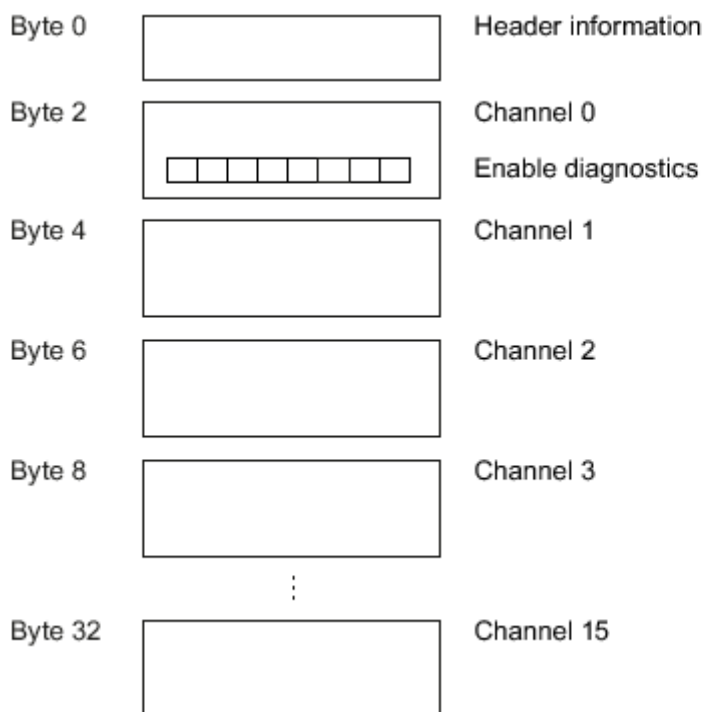 Byte 0 Header information
Byte 2 Channel 0
Enable diagnostics
Byte 4 Channel 1
Byte 6 Channel 2
Byte 8 Channel 3
Byte 32 Channel 15